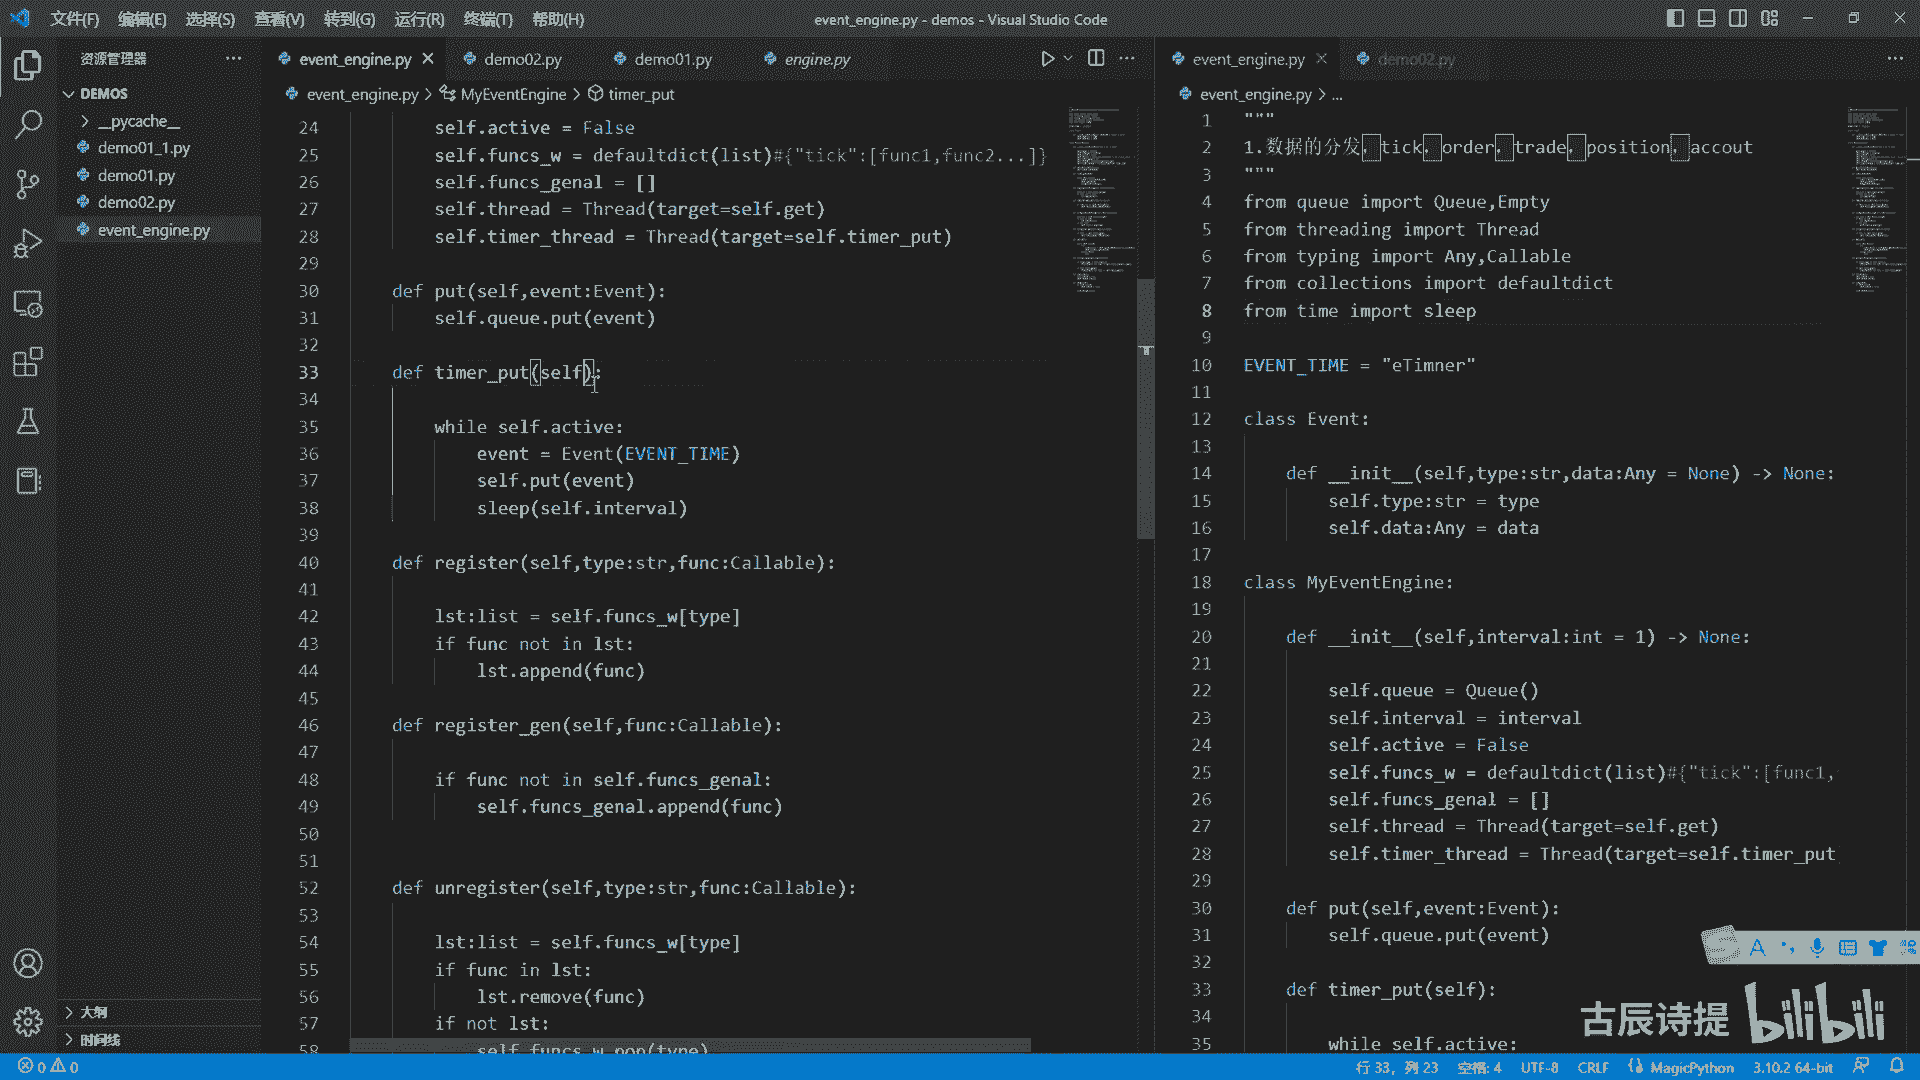 文件(F) 编辑(E) 选择(S) 查看(V) 转到(G) 运行(R) 终端(T) 帮助(H)
event_engine.py - demos - Visual Studio Code
资源管理器
DEMOS
__pycache__
demo01_1.py
demo01.py
demo02.py
event_engine.py
大纲
时间线
event_engine.py demo02.py demo01.py engine.py
event_engine.py > MyEventEngine > timer_put
24 self.active = False
25 self.funcs_w = defaultdict(list)#{"tick":[func1,func2...]}
26 self.funcs_genal = []
27 self.thread = Thread(target=self.get)
28 self.timer_thread = Thread(target=self.timer_put)
29
30 def put(self,event:Event):
31 self.queue.put(event)
32
33 def timer_put(self):
34
35 while self.active:
36 event = Event(EVENT_TIME)
37 self.put(event)
38 sleep(self.interval)
39
40 def register(self,type:str,func:Callable):
41
42 lst:list = self.funcs_w[type]
43 if func not in lst:
44 lst.append(func)
45
46 def register_gen(self,func:Callable):
47
48 if func not in self.funcs_genal:
49 self.funcs_genal.append(func)
50
51
52 def unregister(self,type:str,func:Callable):
53
54 lst:list = self.funcs_w[type]
55 if func in lst:
56 lst.remove(func)
57 if not lst:
58 self.funcs_w.pop(type)
event_engine.py demo02.py
event_engine.py > ...
1 """
2 1.数据的分发，tick，order，trade，position，accout
3 """
4 from queue import Queue,Empty
5 from threading import Thread
6 from typing import Any,Callable
7 from collections import defaultdict
8 from time import sleep
9
10 EVENT_TIME = "eTimner"
11
12 class Event:
13
14 def __init__(self,type:str,data:Any = None) -> None:
15 self.type:str = type
16 self.data:Any = data
17
18 class MyEventEngine:
19
20 def __init__(self,interval:int = 1) -> None:
21
22 self.queue = Queue()
23 self.interval = interval
24 self.active = False
25 self.funcs_w = defaultdict(list)#{"tick":[func1,
26 self.funcs_genal = []
27 self.thread = Thread(target=self.get)
28 self.timer_thread = Thread(target=self.timer_put
29
30 def put(self,event:Event):
31 self.queue.put(event)
32
33 def timer_put(self):
34
35 while self.active:
A
古辰诗提 bilibili
0 0
行 33，列 23 空格: 4 UTF-8 CRLF MagicPython 3.10.2 64-bit